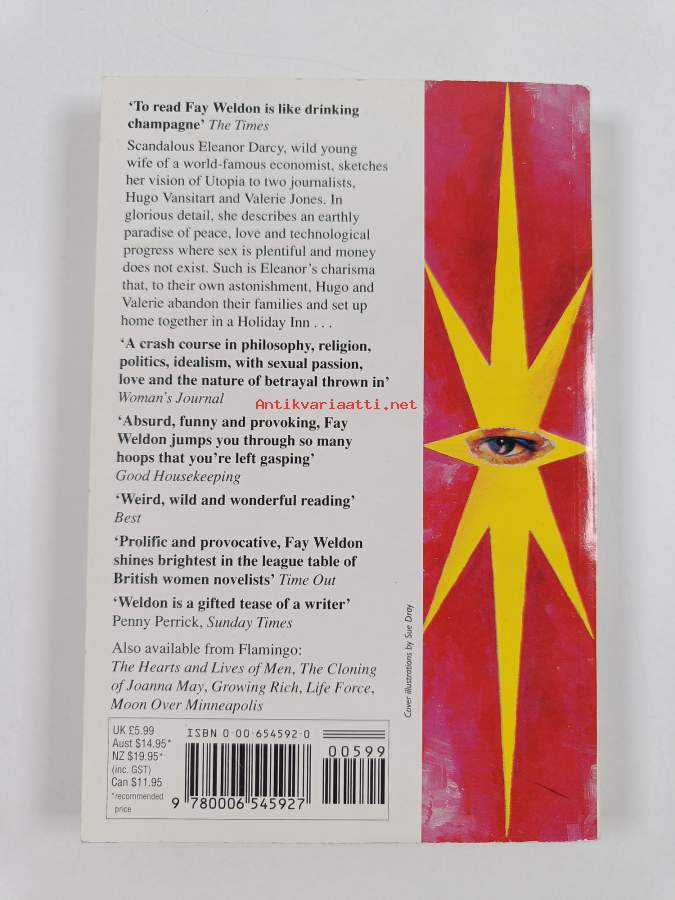 ‘To read Fay Weldon is like drinking
champagne’ The Times
Scandalous Eleanor Darcy, wild young
wife of a world-famous economist, sketches
her vision of Utopia to two journalists,
Hugo Vansitart and Valerie Jones. In
glorious detail, she describes an earthly
paradise of peace, love and technological
progress where sex is plentiful and money
does not exist. Such is Eleanor’s charisma
that, to their own astonishment, Hugo and
Valerie abandon their families and set up
home together in a Holiday Inn . . .
‘A crash course in philosophy, religion,
politics, idealism, with sexual passion,
love and the nature of betrayal thrown in’
Woman’s Journal
Antikvariaatti.net
‘Absurd, funny and provoking, Fay
Weldon jumps you through so many
hoops that you’re left gasping’
Good Housekeeping
‘Weird, wild and wonderful reading’
Best
‘Prolific and provocative, Fay Weldon
shines brightest in the league table of
British women novelists’ Time Out
‘Weldon is a gifted tease of a writer’
Penny Perrick, Sunday Times
Also available from Flamingo:
The Hearts and Lives of Men, The Cloning
of Joanna May, Growing Rich, Life Force,
Moon Over Minneapolis
Cover illustrations by Sue Dray
UK £5.99
Aust $14.95*
NZ $19.95*
(inc. GST)
Can $11.95
*recommended
price
ISBN 0-00-654592-0
00599
9 780006 545927